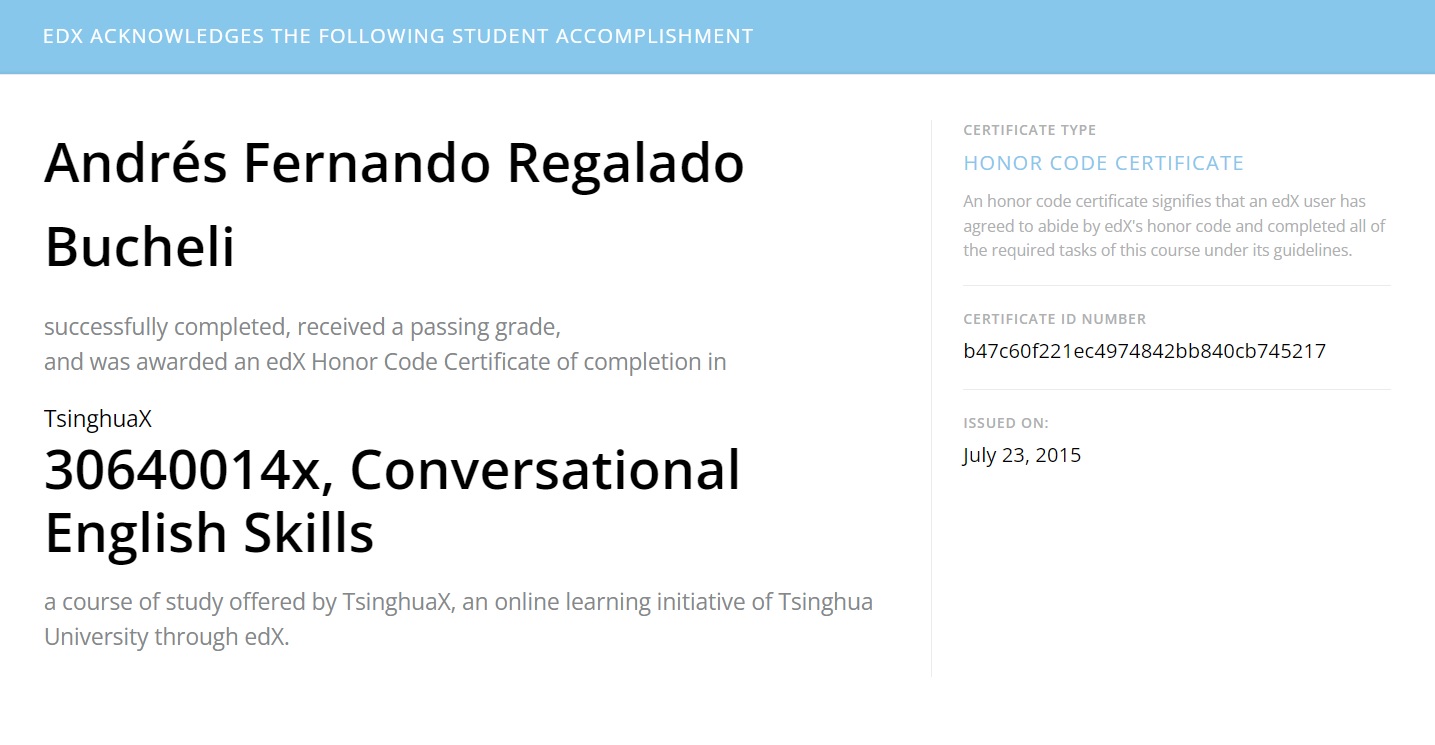 EDX ACKNOWLEDGES THE FOLLOWING STUDENT ACCOMPLISHMENT
Andrés Fernando Regalado
Bucheli
successfully completed, received a passing grade,
and was awarded an edX Honor Code Certificate of completion in
TsinghuaX
30640014x, Conversational
English Skills
a course of study offered by TsinghuaX, an online learning initiative of Tsinghua
University through edX.
CERTIFICATE TYPE
HONOR CODE CERTIFICATE
An honor code certificate signifies that an edX user has
agreed to abide by edX's honor code and completed all of
the required tasks of this course under its guidelines.
CERTIFICATE ID NUMBER
b47c60f221ec4974842bb840cb745217
ISSUED ON:
July 23, 2015